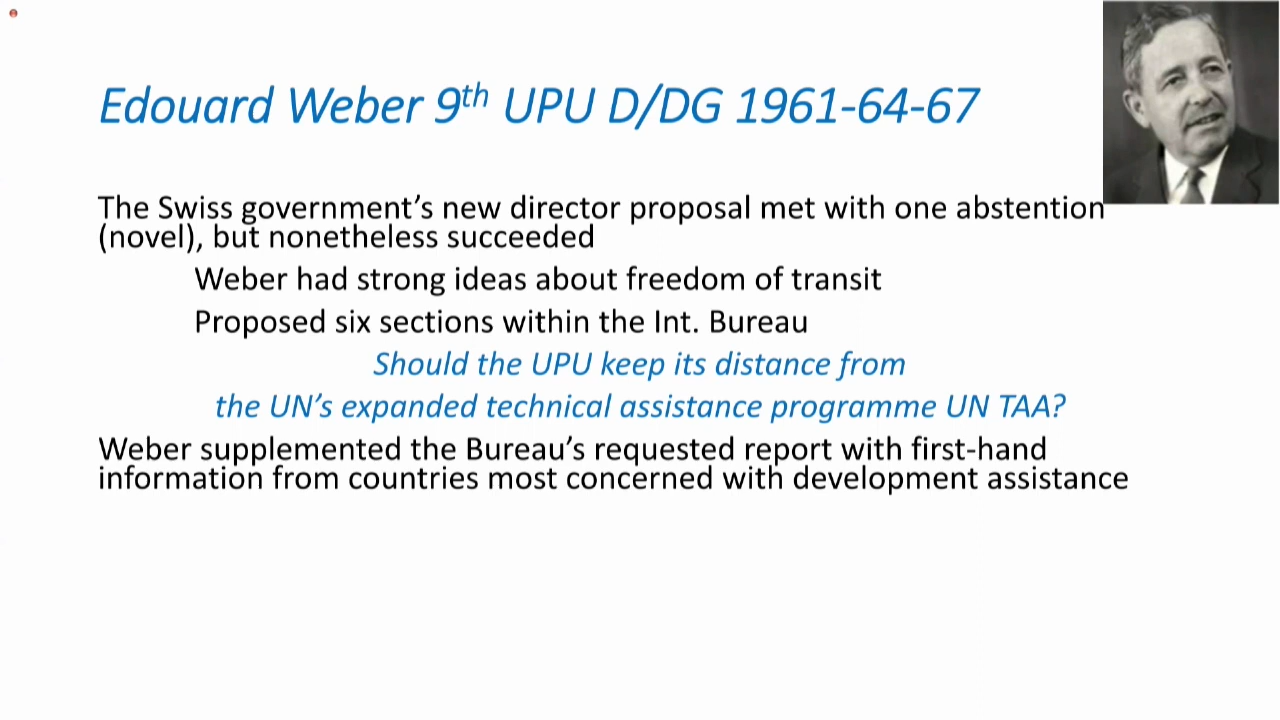 Edouard Weber 9th UPU D/DG 1961-64-67
The Swiss government’s new director proposal met with one abstention
(novel), but nonetheless succeeded
Weber had strong ideas about freedom of transit
Proposed six sections within the Int. Bureau
Should the UPU keep its distance from
the UN’s expanded technical assistance programme UN TAA?
Weber supplemented the Bureau’s requested report with first-hand
information from countries most concerned with development assistance